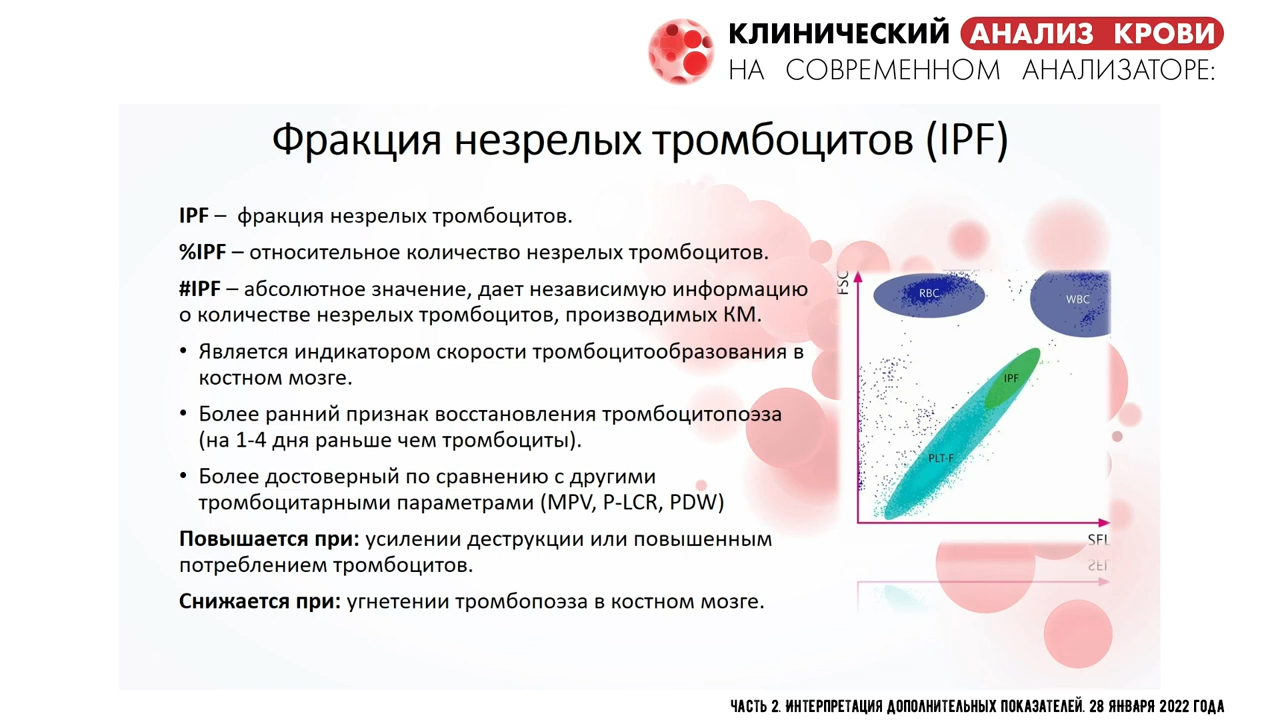 КЛИНИЧЕСКИЙ АНАЛИЗ КРОВИ
НА СОВРЕМЕННОМ АНАЛИЗАТОРЕ:
Фракция незрелых тромбоцитов (IPF)
IPF – фракция незрелых тромбоцитов.
%IPF – относительное количество незрелых тромбоцитов.
#IPF – абсолютное значение, дает независимую информацию
о количестве незрелых тромбоцитов, производимых КМ.
• Является индикатором скорости тромбоцитообразования в
костном мозге.
• Более ранний признак восстановления тромбоцитопоэза
(на 1-4 дня раньше чем тромбоциты).
• Более достоверный по сравнению с другими
тромбоцитарными параметрами (MPV, P-LCR, PDW)
Повышается при: усилении деструкции или повышенным
потреблением тромбоцитов.
Снижается при: угнетении тромбопоэза в костном мозге.
FSC
RBC
WBC
IPF
PLT-F
SFL
ЧАСТЬ 2. ИНТЕРПРЕТАЦИЯ ДОПОЛНИТЕЛЬНЫХ ПОКАЗАТЕЛЕЙ. 28 ЯНВАРЯ 2022 ГОДА